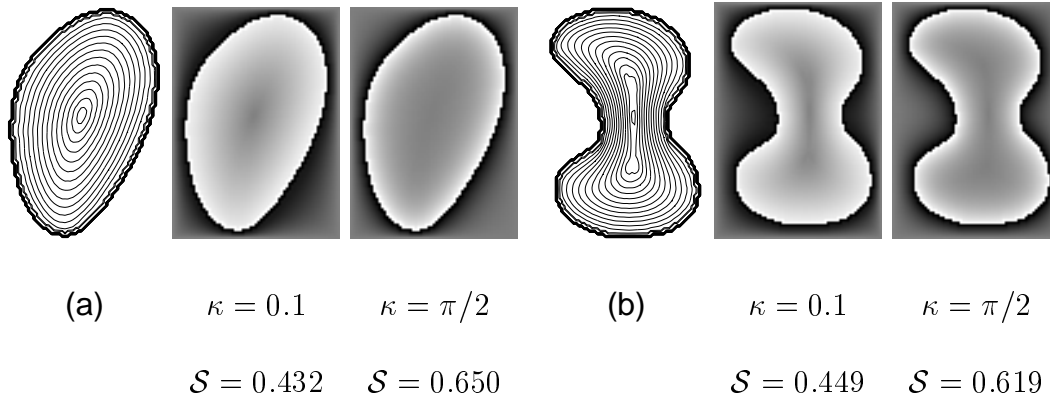 (a) κ = 0.1 κ = π/2 (b) κ = 0.1 κ = π/2
𝒮 = 0.432 𝒮 = 0.650 𝒮 = 0.449 𝒮 = 0.619